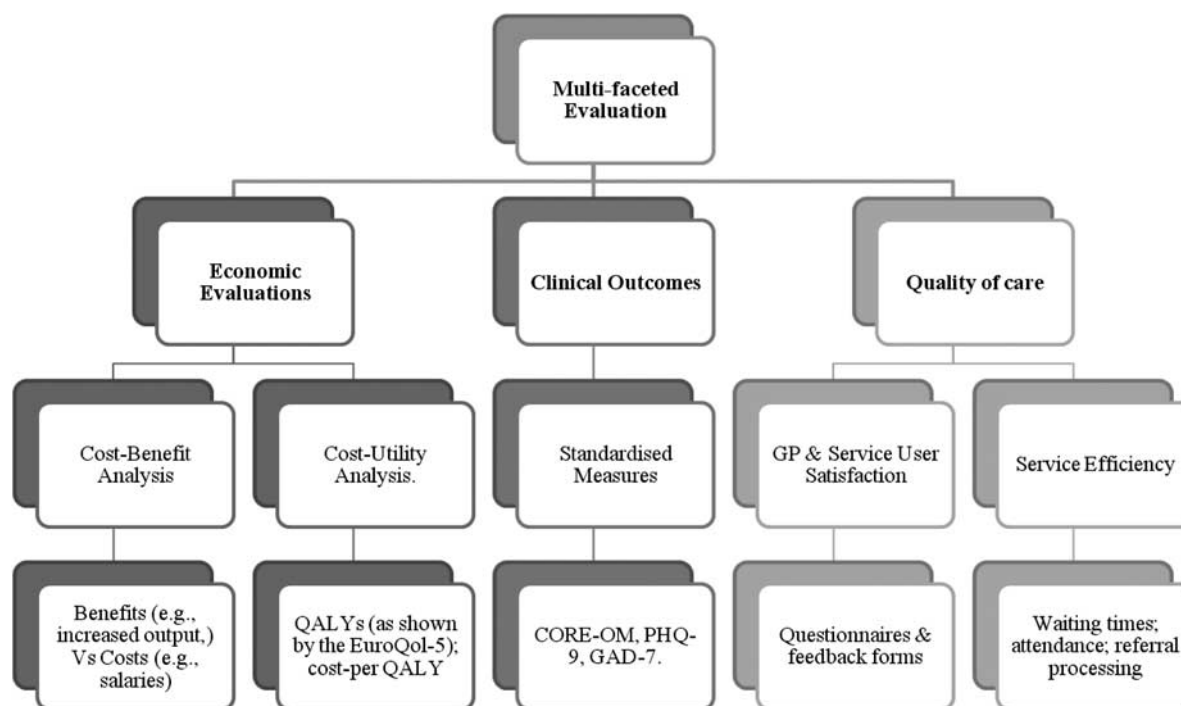 Multi-faceted
Evaluation
Economic
Evaluations
Clinical Outcomes
Quality of care
Cost-Benefit
Analysis
Cost-Utility
Analysis.
Standardised
Measures
GP & Service User
Satisfaction
Service Efficiency
Benefits (e.g.,
increased output,)
Vs Costs (e.g.,
salaries)
QALYs (as shown
by the EuroQol-5);
cost-per QALY
CORE-OM, PHQ-
9, GAD-7.
Questionnaires &
feedback forms
Waiting times;
attendance; referral
processing